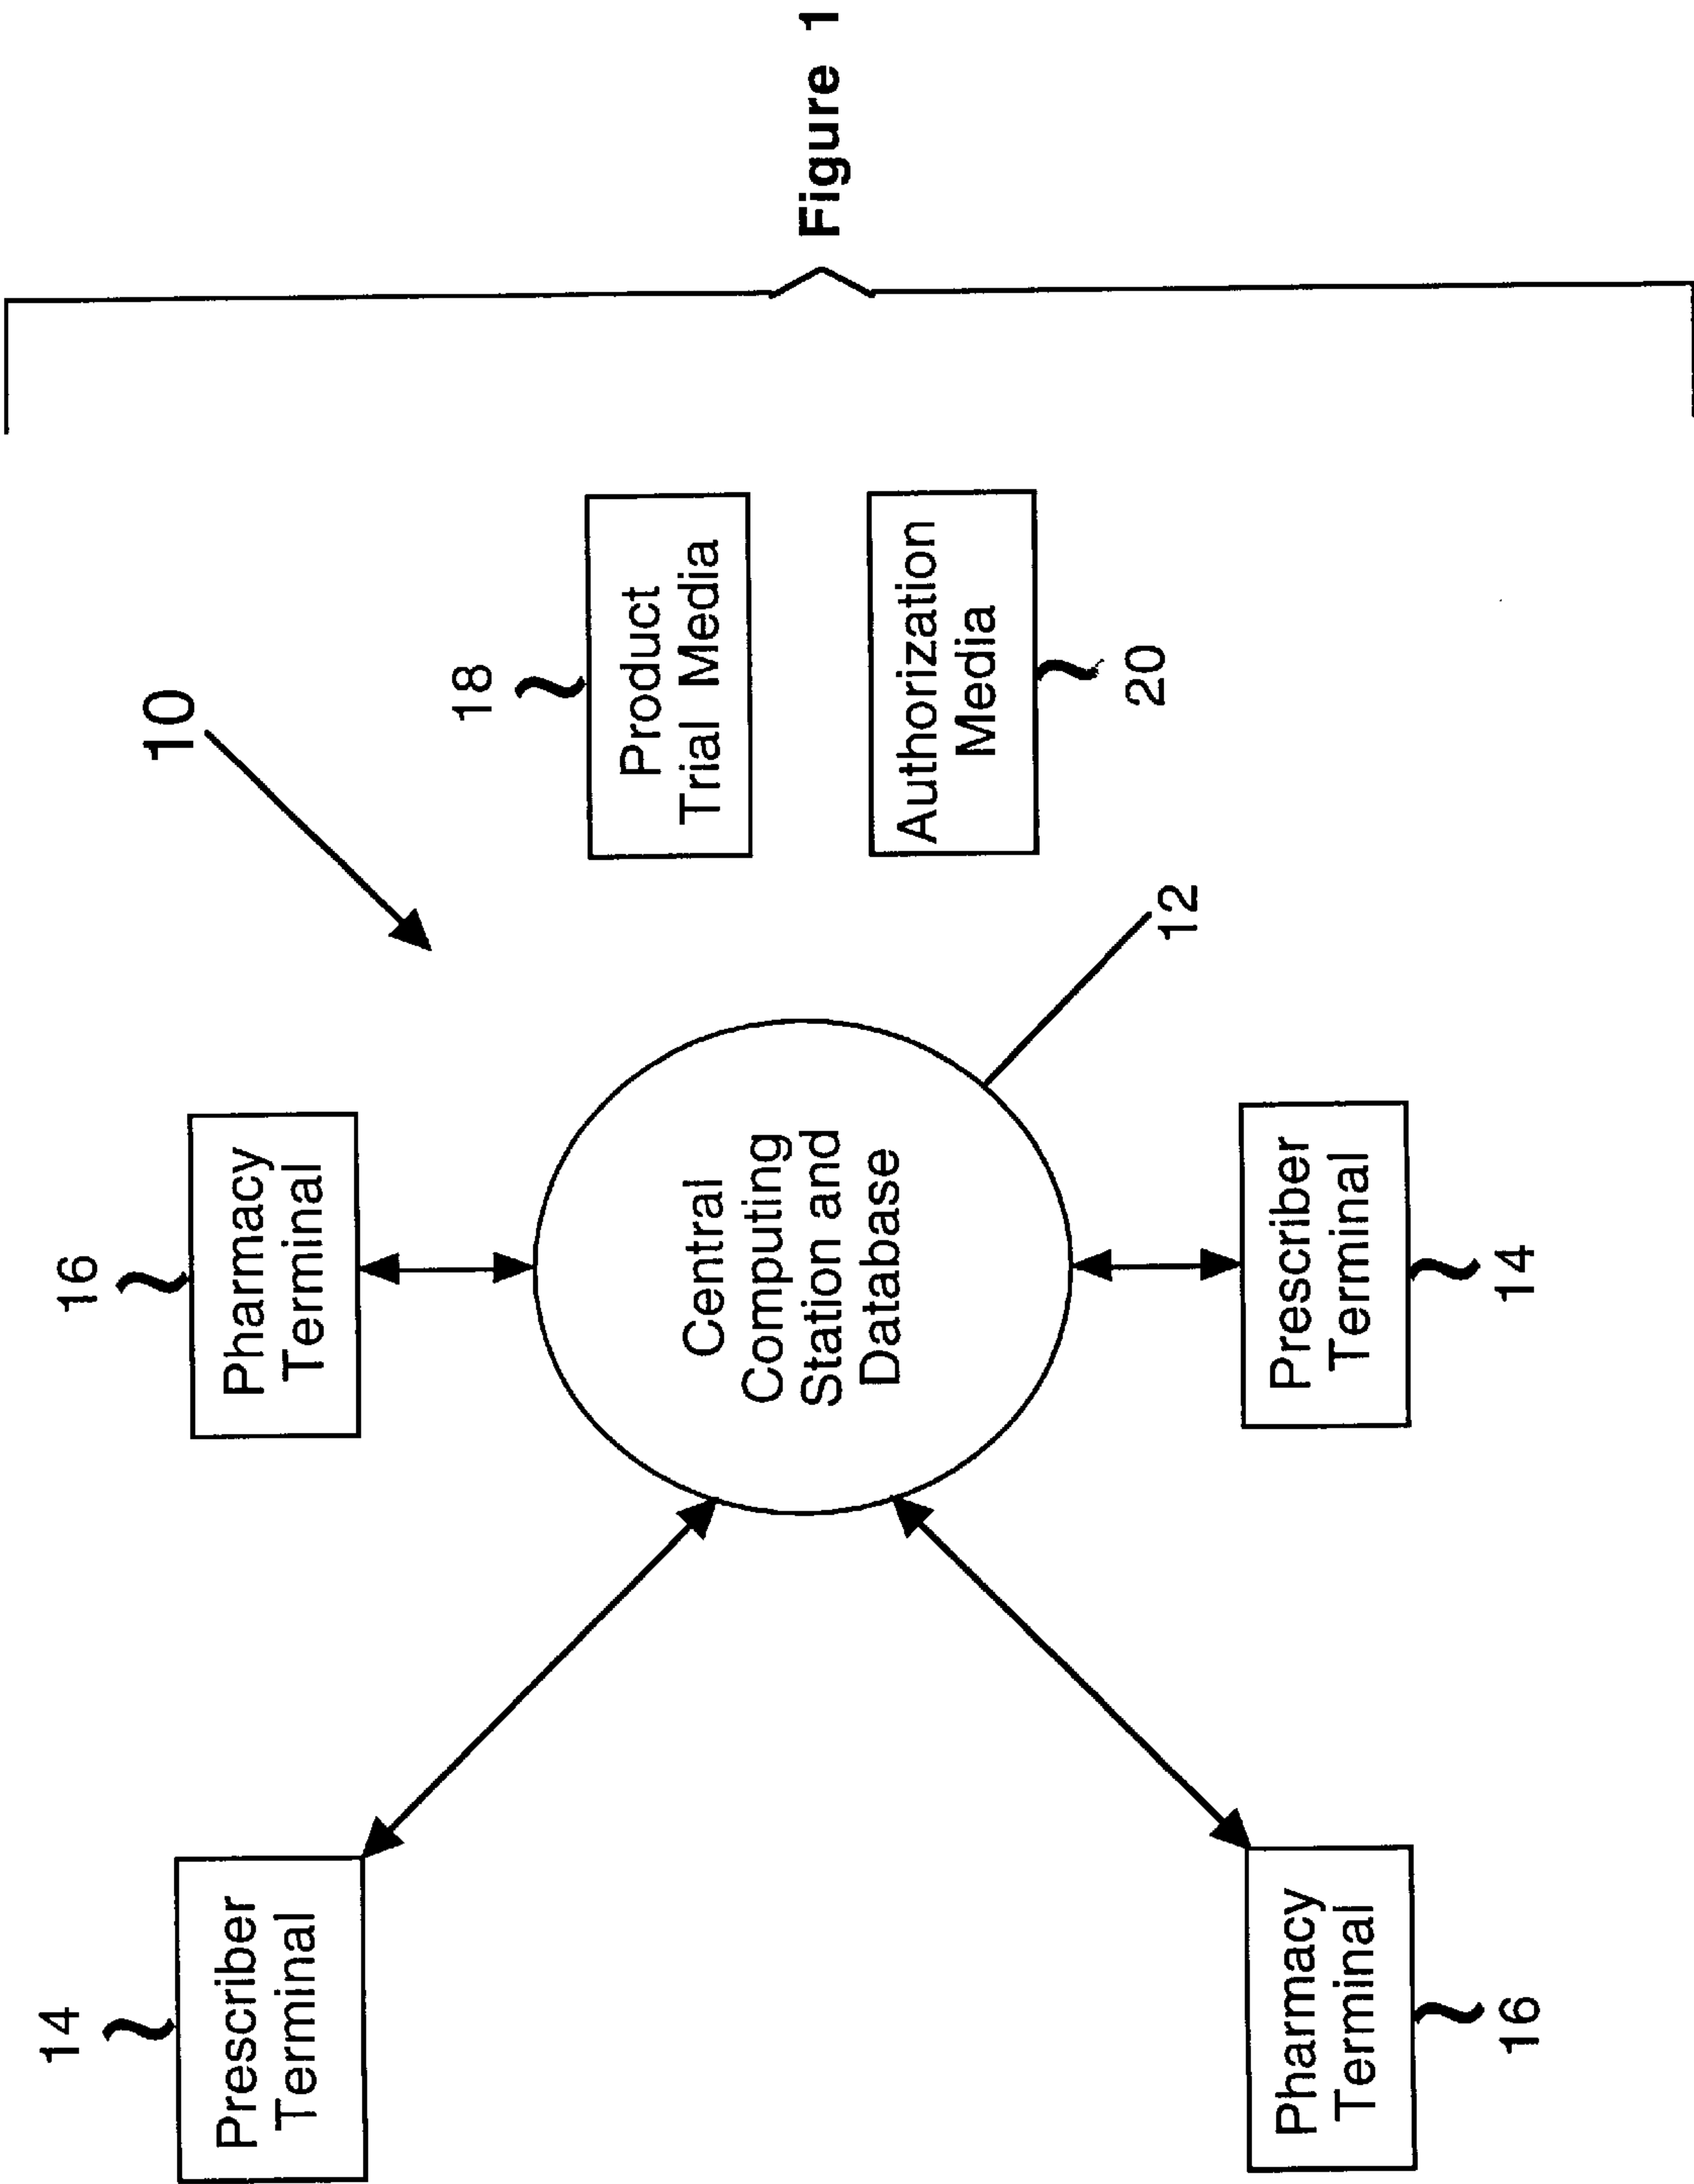 14
Prescriber
Terminal
16
Pharmacy
Terminal
10
18
Product
Trial Media
Central
Computing
Station and
Database
Authorization
Media
20
12
Pharmacy
Terminal
16
Prescriber
Terminal
14
Figure 1